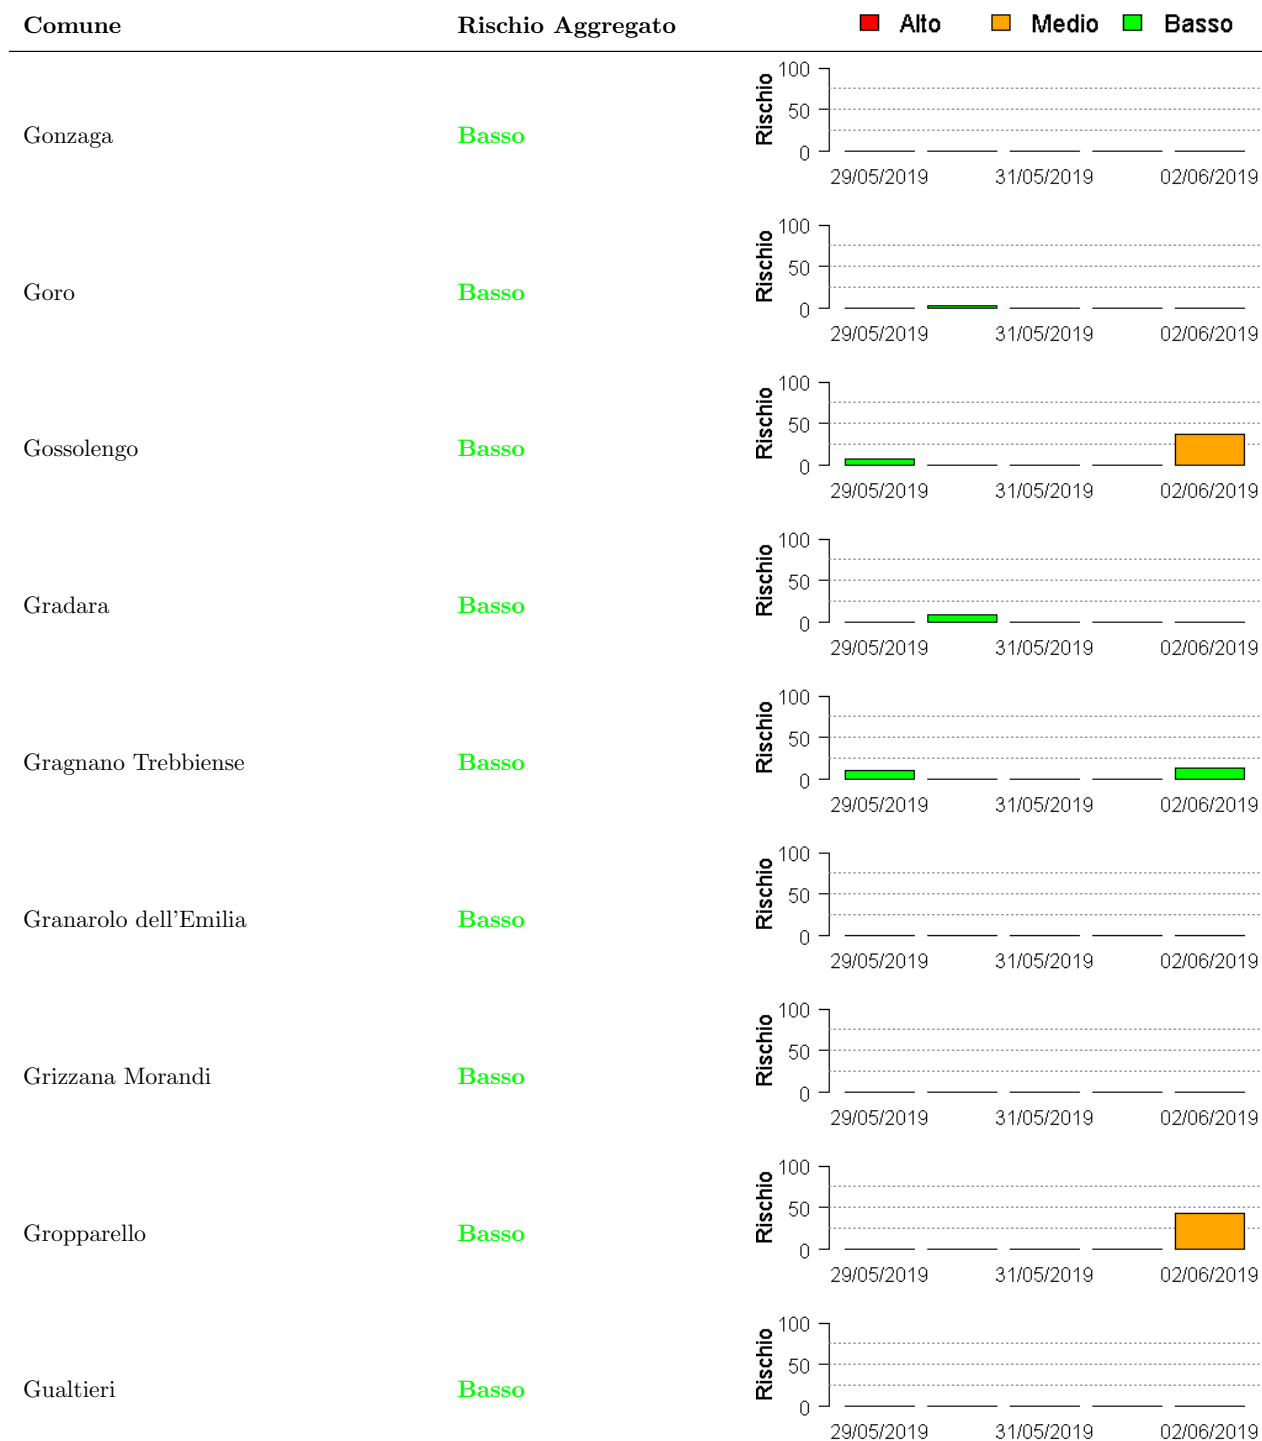 Comune Rischio Aggregato Alto Medio Basso
Gonzaga Basso Rischio 100 50 0
29/05/2019 31/05/2019 02/06/2019
Goro Basso Rischio 100 50 0
29/05/2019 31/05/2019 02/06/2019
Gossolengo Basso Rischio 100 50 0
29/05/2019 31/05/2019 02/06/2019
Gradara Basso Rischio 100 50 0
29/05/2019 31/05/2019 02/06/2019
Gragnano Trebbiense Basso Rischio 100 50 0
29/05/2019 31/05/2019 02/06/2019
Granarolo dell'Emilia Basso Rischio 100 50 0
29/05/2019 31/05/2019 02/06/2019
Grizzana Morandi Basso Rischio 100 50 0
29/05/2019 31/05/2019 02/06/2019
Gropparello Basso Rischio 100 50 0
29/05/2019 31/05/2019 02/06/2019
Gualtieri Basso Rischio 100 50 0
29/05/2019 31/05/2019 02/06/2019